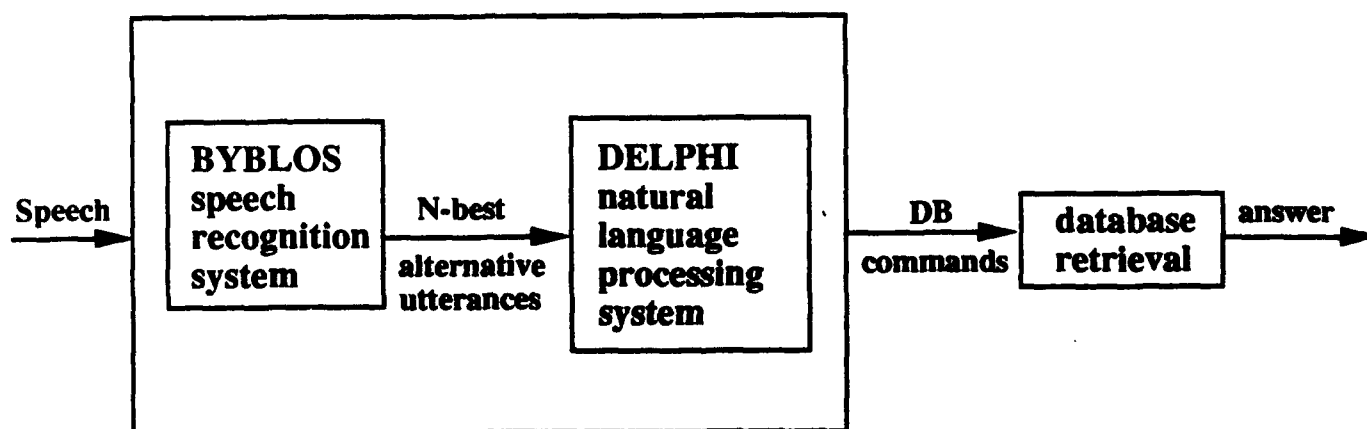 Speech
BYBLOS
speech
recognition
system
N-best
alternative
utterances
DELPHI
natural
language
processing
system
DB
commands
database
retrieval
answer